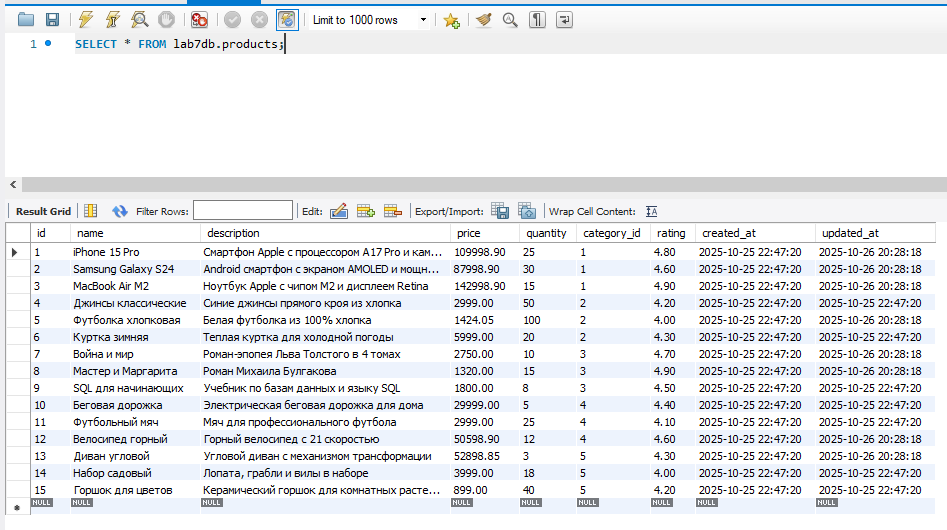 Limit to 1000 rows
1 SELECT * FROM lab7db.products;
Result Grid Filter Rows: Edit: Export/Import: Wrap Cell Content:
id name description price quantity category_id rating created_at updated_at
1 iPhone 15 Pro Смартфон Apple с процессором A17 Pro и кам... 109998.90 25 1 4.80 2025-10-25 22:47:20 2025-10-26 20:28:18
2 Samsung Galaxy S24 Android смартфон с экраном AMOLED и мощн... 87998.90 30 1 4.60 2025-10-25 22:47:20 2025-10-26 20:28:18
3 MacBook Air M2 Ноутбук Apple с чипом M2 и дисплеем Retina 142998.90 15 1 4.90 2025-10-25 22:47:20 2025-10-26 20:28:18
4 Джинсы классические Синие джинсы прямого кроя из хлопка 2999.00 50 2 4.20 2025-10-25 22:47:20 2025-10-25 22:47:20
5 Футболка хлопковая Белая футболка из 100% хлопка 1424.05 100 2 4.00 2025-10-25 22:47:20 2025-10-26 20:28:18
6 Куртка зимняя Теплая куртка для холодной погоды 5999.00 20 2 4.30 2025-10-25 22:47:20 2025-10-25 22:47:20
7 Война и мир Роман-эпопея Льва Толстого в 4 томах 2750.00 10 3 4.70 2025-10-25 22:47:20 2025-10-26 20:28:18
8 Мастер и Маргарита Роман Михаила Булгакова 1320.00 15 3 4.90 2025-10-25 22:47:20 2025-10-26 20:28:18
9 SQL для начинающих Учебник по базам данных и языку SQL 1800.00 8 3 4.50 2025-10-25 22:47:20 2025-10-25 22:47:20
10 Беговая дорожка Электрическая беговая дорожка для дома 29999.00 5 4 4.40 2025-10-25 22:47:20 2025-10-25 22:47:20
11 Футбольный мяч Мяч для профессионального футбола 2999.00 25 4 4.10 2025-10-25 22:47:20 2025-10-25 22:47:20
12 Велосипед горный Горный велосипед с 21 скоростью 50598.90 12 4 4.60 2025-10-25 22:47:20 2025-10-26 20:28:18
13 Диван угловой Угловой диван с механизмом трансформации 52898.85 3 5 4.30 2025-10-25 22:47:20 2025-10-26 20:28:18
14 Набор садовый Лопата, грабли и вилы в наборе 3999.00 18 5 4.00 2025-10-25 22:47:20 2025-10-25 22:47:20
15 Горшок для цветов Керамический горшок для комнатных расте... 899.00 40 5 4.20 2025-10-25 22:47:20 2025-10-25 22:47:20
NULL NULL NULL NULL NULL NULL NULL NULL NULL